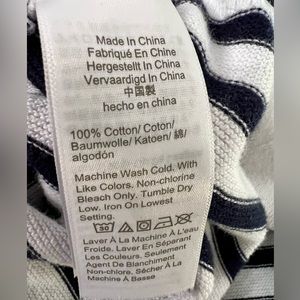 Made In China
Fabriqué En Chine
Hergestellt In China
Vervaardigd In China
中国製
hecho en china
100% Cotton/ Coton/
Baumwolle/ Katoen/ 綿/
algodón
Machine Wash Cold. With
Like Colors. Non-chlorine
Bleach Only. Tumble Dry
Low. Iron On Lowest
Setting.
30
Laver À La Machine À L'eau
Froide. Laver En Séparant
Les Couleurs. Seulement
Agent De Blanchiment
Non-chlore, Sécher À La
Machine À Basse